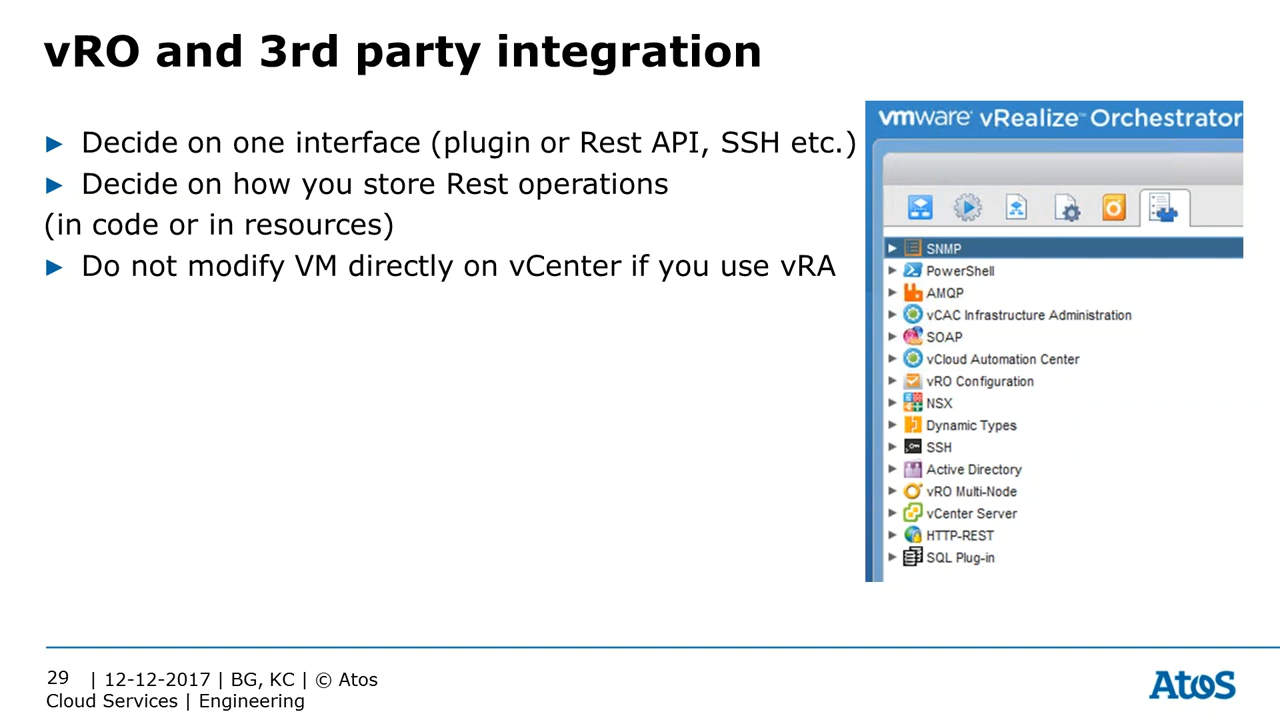 vRO and 3rd party integration
► Decide on one interface (plugin or Rest API, SSH etc.)
► Decide on how you store Rest operations
(in code or in resources)
► Do not modify VM directly on vCenter if you use vRA
vmware® vRealize™ Orchestrator
SNMP
PowerShell
AMQP
vCAC Infrastructure Administration
SOAP
vCloud Automation Center
vRO Configuration
NSX
Dynamic Types
SSH
Active Directory
vRO Multi-Node
vCenter Server
HTTP-REST
SQL Plug-in
29 | 12-12-2017 | BG, KC | © Atos
Cloud Services | Engineering
Atos